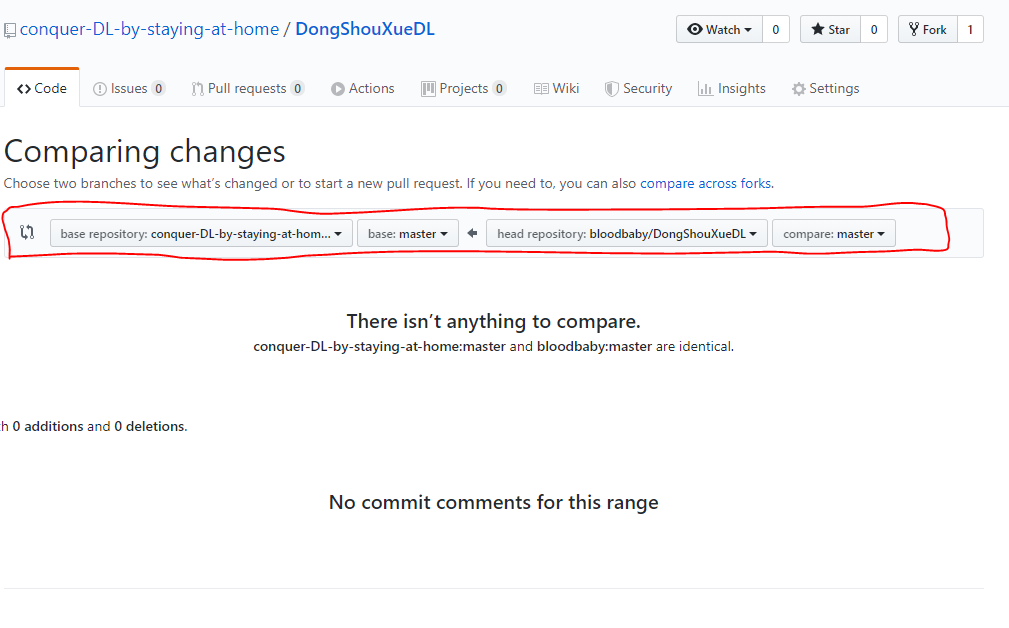 conquer-DL-by-staying-at-home / DongShouXueDL Watch 0 Star 0 Fork 1
Code Issues 0 Pull requests 0 Actions Projects 0 Wiki Security Insights Settings
Comparing changes
Choose two branches to see what's changed or to start a new pull request. If you need to, you can also compare across forks.
base repository: conquer-DL-by-staying-at-hom... base: master head repository: bloodbaby/DongShouXueDL compare: master
There isn't anything to compare.
conquer-DL-by-staying-at-home:master and bloodbaby:master are identical.
h 0 additions and 0 deletions.
No commit comments for this range